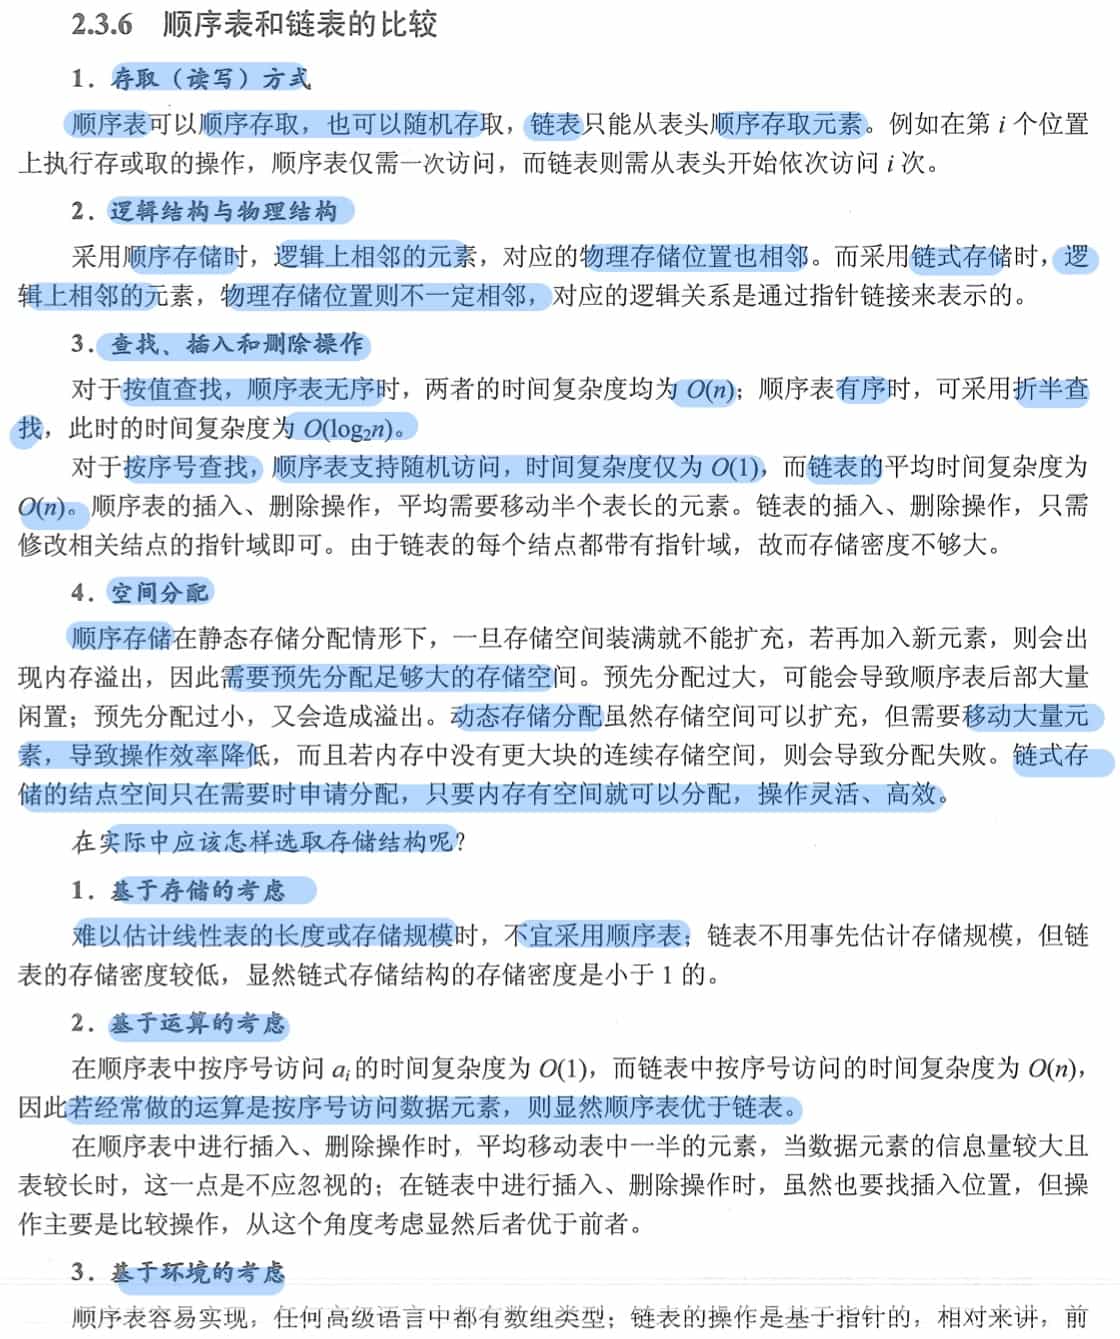 2.3.6 顺序表和链表的比较
1. 存取（读写）方式
顺序表可以顺序存取，也可以随机存取，链表只能从表头顺序存取元素。例如在第 i 个位置
上执行存或取的操作，顺序表仅需一次访问，而链表则需从表头开始依次访问 i 次。
2. 逻辑结构与物理结构
采用顺序存储时，逻辑上相邻的元素，对应的物理存储位置也相邻。而采用链式存储时，逻
辑上相邻的元素，物理存储位置则不一定相邻，对应的逻辑关系是通过指针链接来表示的。
3. 查找、插入和删除操作
对于按值查找，顺序表无序时，两者的时间复杂度均为 O(n)；顺序表有序时，可采用折半查
找，此时的时间复杂度为 O(log₂n)。
对于按序号查找，顺序表支持随机访问，时间复杂度仅为 O(1)，而链表的平均时间复杂度为
O(n)。顺序表的插入、删除操作，平均需要移动半个表长的元素。链表的插入、删除操作，只需
修改相关结点的指针域即可。由于链表的每个结点都带有指针域，故而存储密度不够大。
4. 空间分配
顺序存储在静态存储分配情形下，一旦存储空间装满就不能扩充，若再加入新元素，则会出
现内存溢出，因此需要预先分配足够大的存储空间。预先分配过大，可能会导致顺序表后部大量
闲置；预先分配过小，又会造成溢出。动态存储分配虽然存储空间可以扩充，但需要移动大量元
素，导致操作效率降低，而且若内存中没有更大块的连续存储空间，则会导致分配失败。链式存
储的结点空间只在需要时申请分配，只要内存有空间就可以分配，操作灵活、高效。
在实际中应该怎样选取存储结构呢？
1. 基于存储的考虑
难以估计线性表的长度或存储规模时，不宜采用顺序表；链表不用事先估计存储规模，但链
表的存储密度较低，显然链式存储结构的存储密度是小于 1 的。
2. 基于运算的考虑
在顺序表中按序号访问 aᵢ 的时间复杂度为 O(1)，而链表中按序号访问的时间复杂度为 O(n)，
因此若经常做的运算是按序号访问数据元素，则显然顺序表优于链表。
在顺序表中进行插入、删除操作时，平均移动表中一半的元素，当数据元素的信息量较大且
表较长时，这一点是不应忽视的；在链表中进行插入、删除操作时，虽然也要找插入位置，但操
作主要是比较操作，从这个角度考虑显然后者优于前者。
3. 基于环境的考虑
顺序表容易实现，任何高级语言中都有数组类型；链表的操作是基于指针的，相对来讲，前